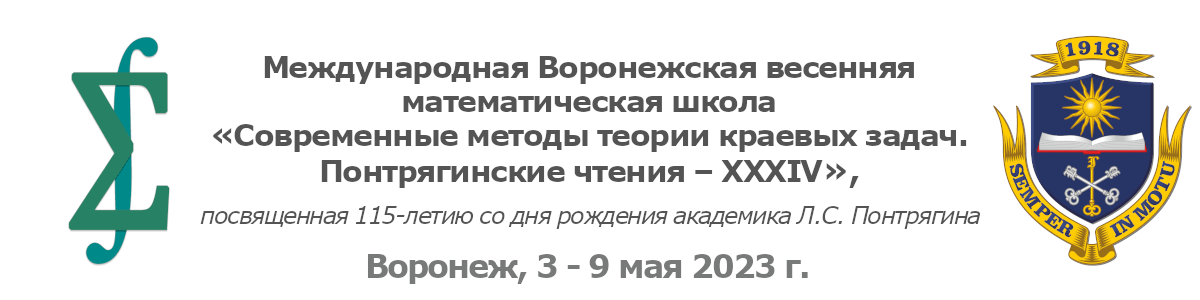 Международная Воронежская весенняя
математическая школа
«Современные методы теории краевых задач.
Понтрягинские чтения – XXXIV»,
посвященная 115-летию со дня рождения академика Л.С. Понтрягина
Воронеж, 3 - 9 мая 2023 г.
∑
∫
1918
SEMPER IN MOTU